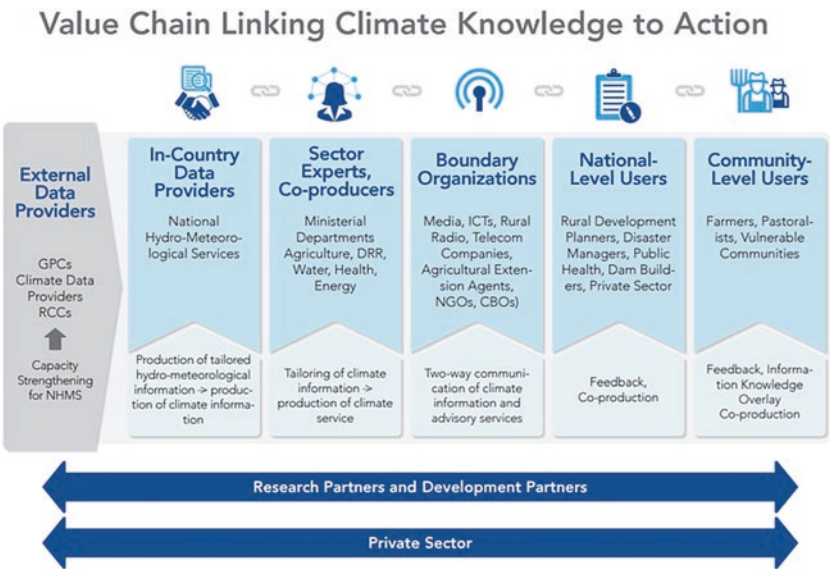 Value Chain Linking Climate Knowledge to Action
External
Data
Providers
GPCs
Climate Data
Providers
RCCs
Capacity
Strengthening
for NHMS
In-Country
Data
Providers
National
Hydro-Meteoro-
logical Services
Production of tailored
hydro-meteorological
information → produc-
tion of climate informa-
tion
Sector
Experts,
Co-producers
Ministerial
Departments
Agriculture, DRR,
Water, Health,
Energy
Tailoring of climate
information →
production of climate
service
Boundary
Organizations
Media, ICTs, Rural
Radio, Telecom
Companies,
Agricultural Exten-
sion Agents,
NGOs, CBOs)
Two-way communi-
cation of climate
information and
advisory services
National-
Level Users
Rural Development
Planners, Disaster
Managers, Public
Health, Dam Build-
ers, Private Sector
Feedback,
Co-production
Community-
Level Users
Farmers, Pastoral-
ists, Vulnerable
Communities
Feedback, Informa-
tion Knowledge
Overlay
Co-production
Research Partners and Development Partners
Private Sector